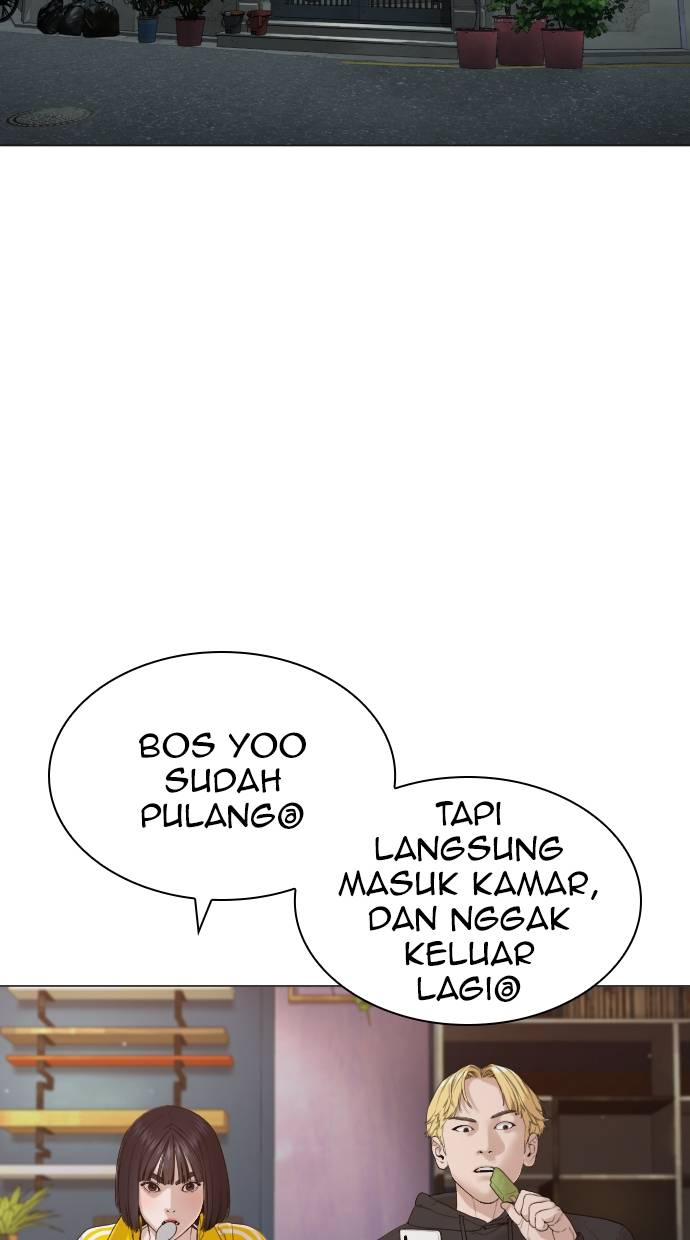 BOS YOO
SUDAH
PULANG@
TAPI
LANGSUNG
MASUK KAMAR,
DAN NGGAK
KELUAR
LAGI@